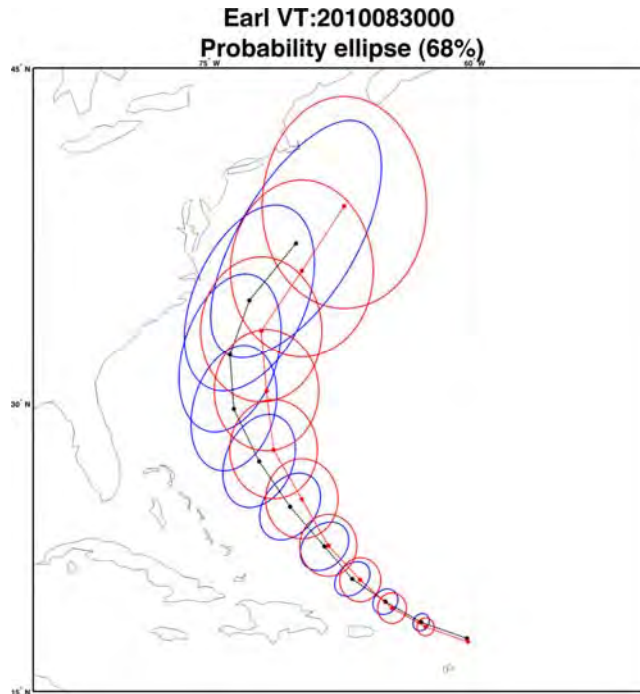 Earl VT:2010083000
Probability ellipse (68%)
45° N
75° W
60° W
30° N
15° N